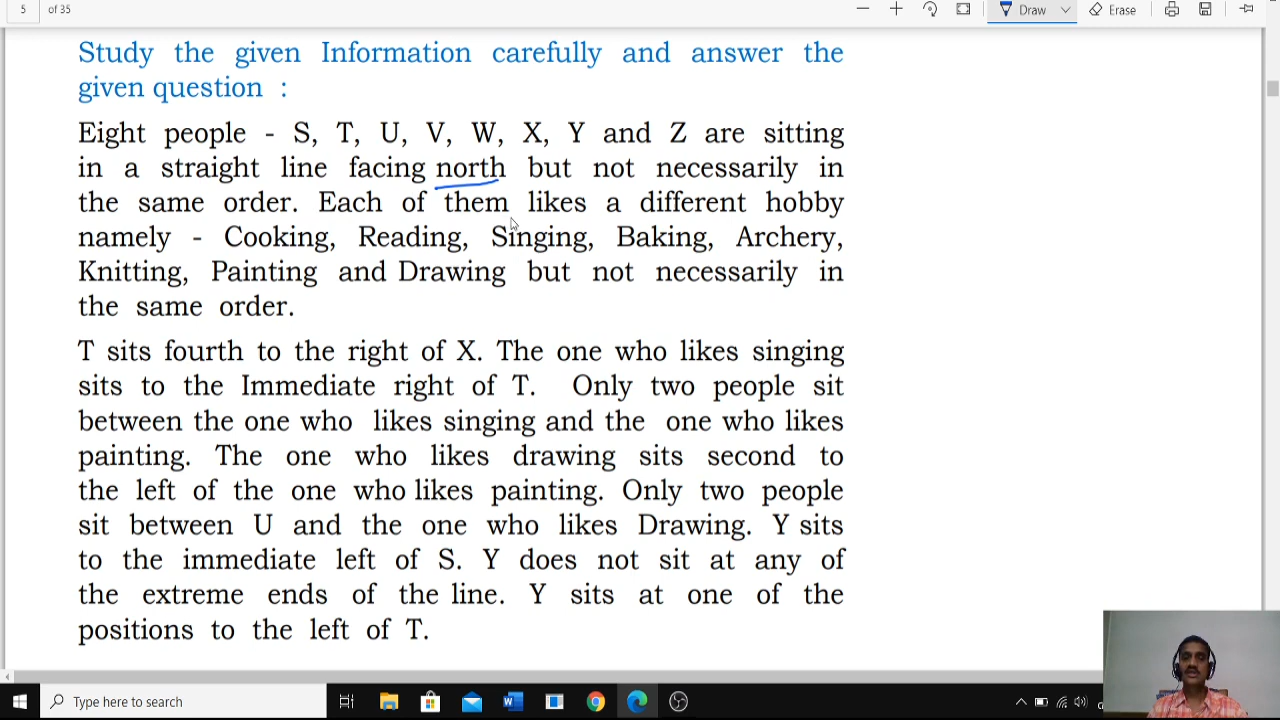 5 of 35
Draw
Erase
Study the given Information carefully and answer the
given question :
Eight people - S, T, U, V, W, X, Y and Z are sitting
in a straight line facing north but not necessarily in
the same order. Each of them likes a different hobby
namely - Cooking, Reading, Singing, Baking, Archery,
Knitting, Painting and Drawing but not necessarily in
the same order.
T sits fourth to the right of X. The one who likes singing
sits to the Immediate right of T. Only two people sit
between the one who likes singing and the one who likes
painting. The one who likes drawing sits second to
the left of the one who likes painting. Only two people
sit between U and the one who likes Drawing. Y sits
to the immediate left of S. Y does not sit at any of
the extreme ends of the line. Y sits at one of the
positions to the left of T.
Type here to search